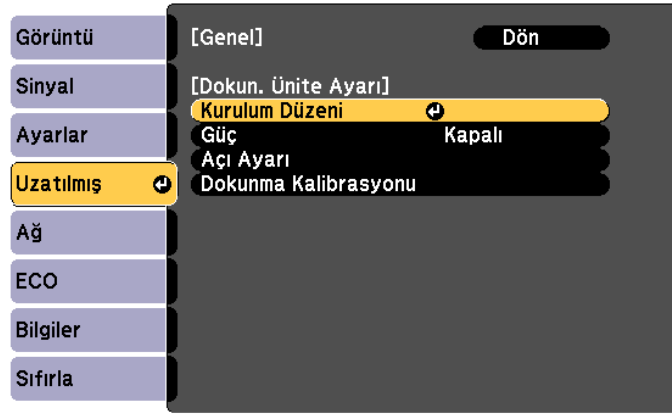 Görüntü
Sinyal
Ayarlar
Uzatılmış
Ağ
ECO
Bilgiler
Sıfırla
[Genel] Dön
[Dokun. Ünite Ayarı]
Kurulum Düzeni
Güç Kapalı
Açı Ayarı
Dokunma Kalibrasyonu